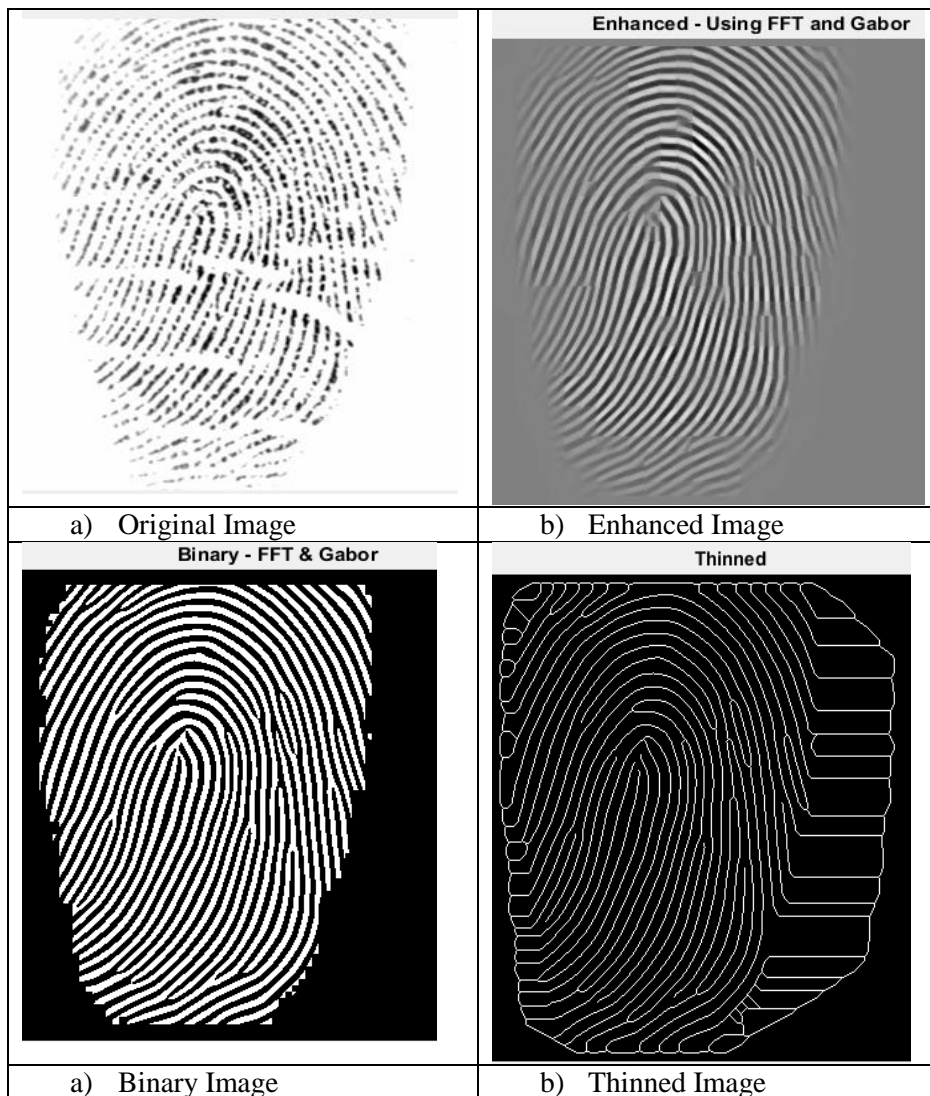 Enhanced - Using FFT and Gabor
a) Original Image
b) Enhanced Image
Binary - FFT & Gabor
Thinned
a) Binary Image
b) Thinned Image